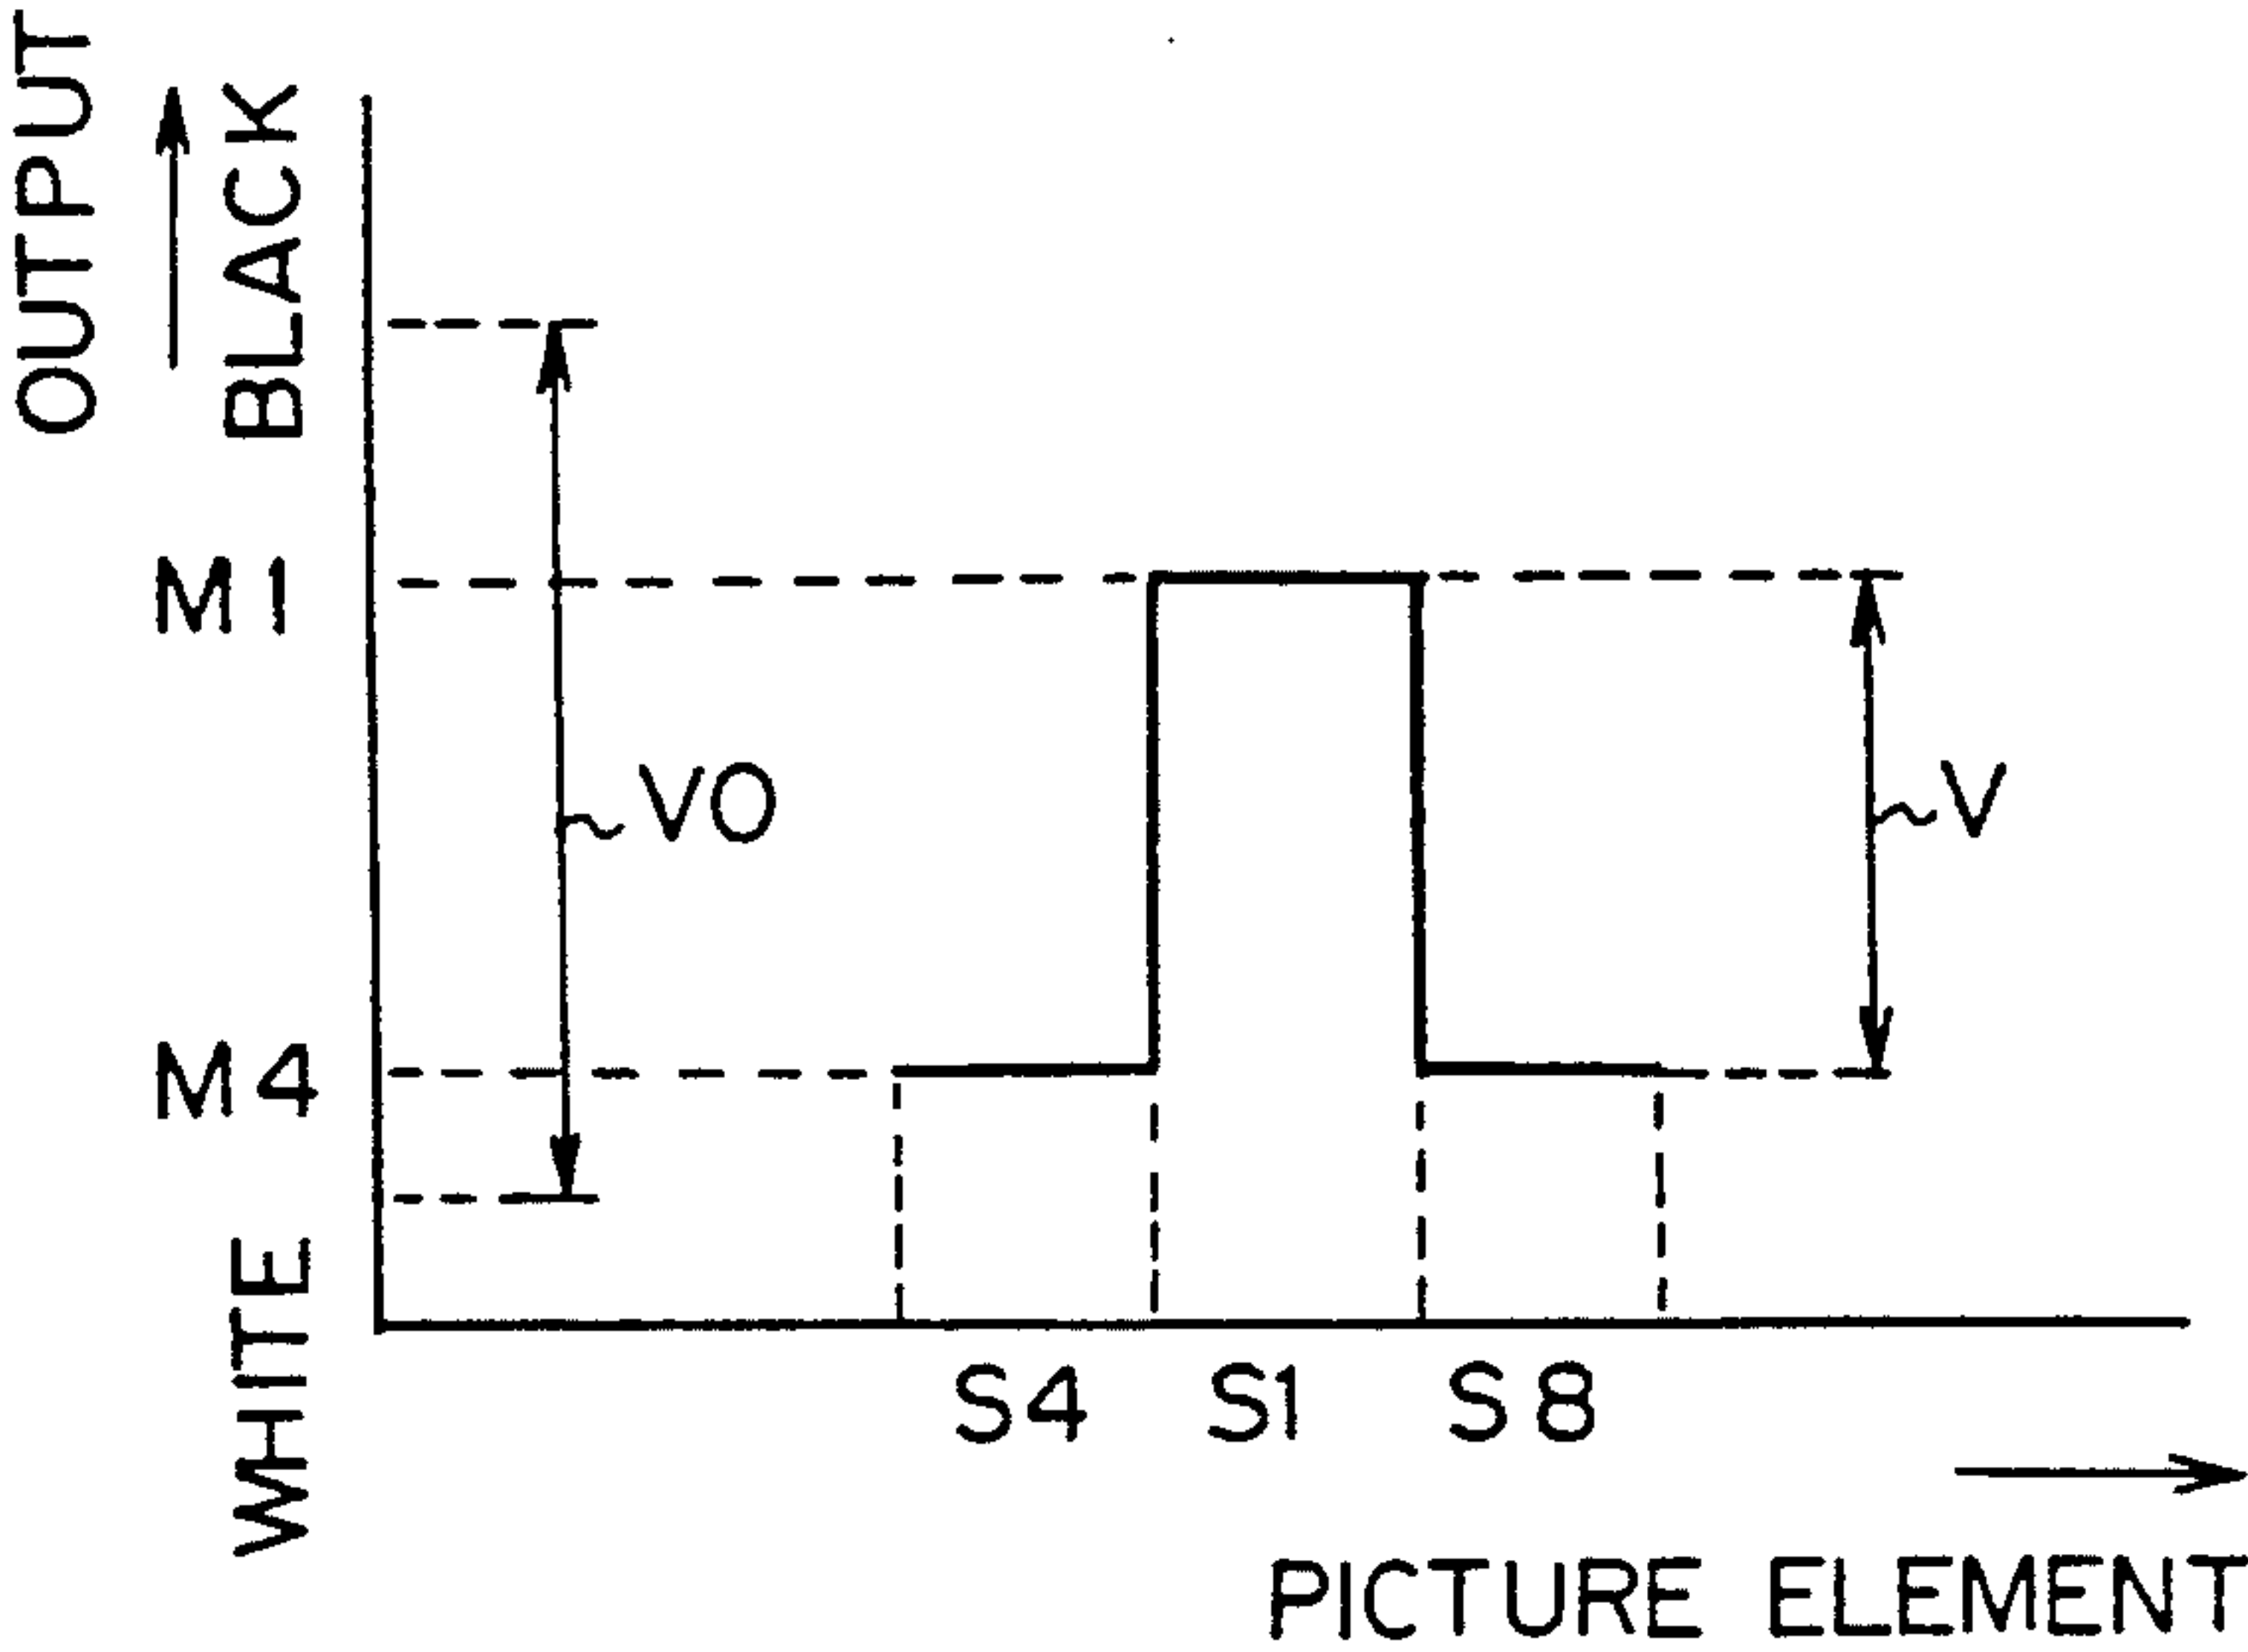 OUTPUT
BLACK
M1
VO
V
M4
WHITE
S4 S1 S8
PICTURE ELEMENT